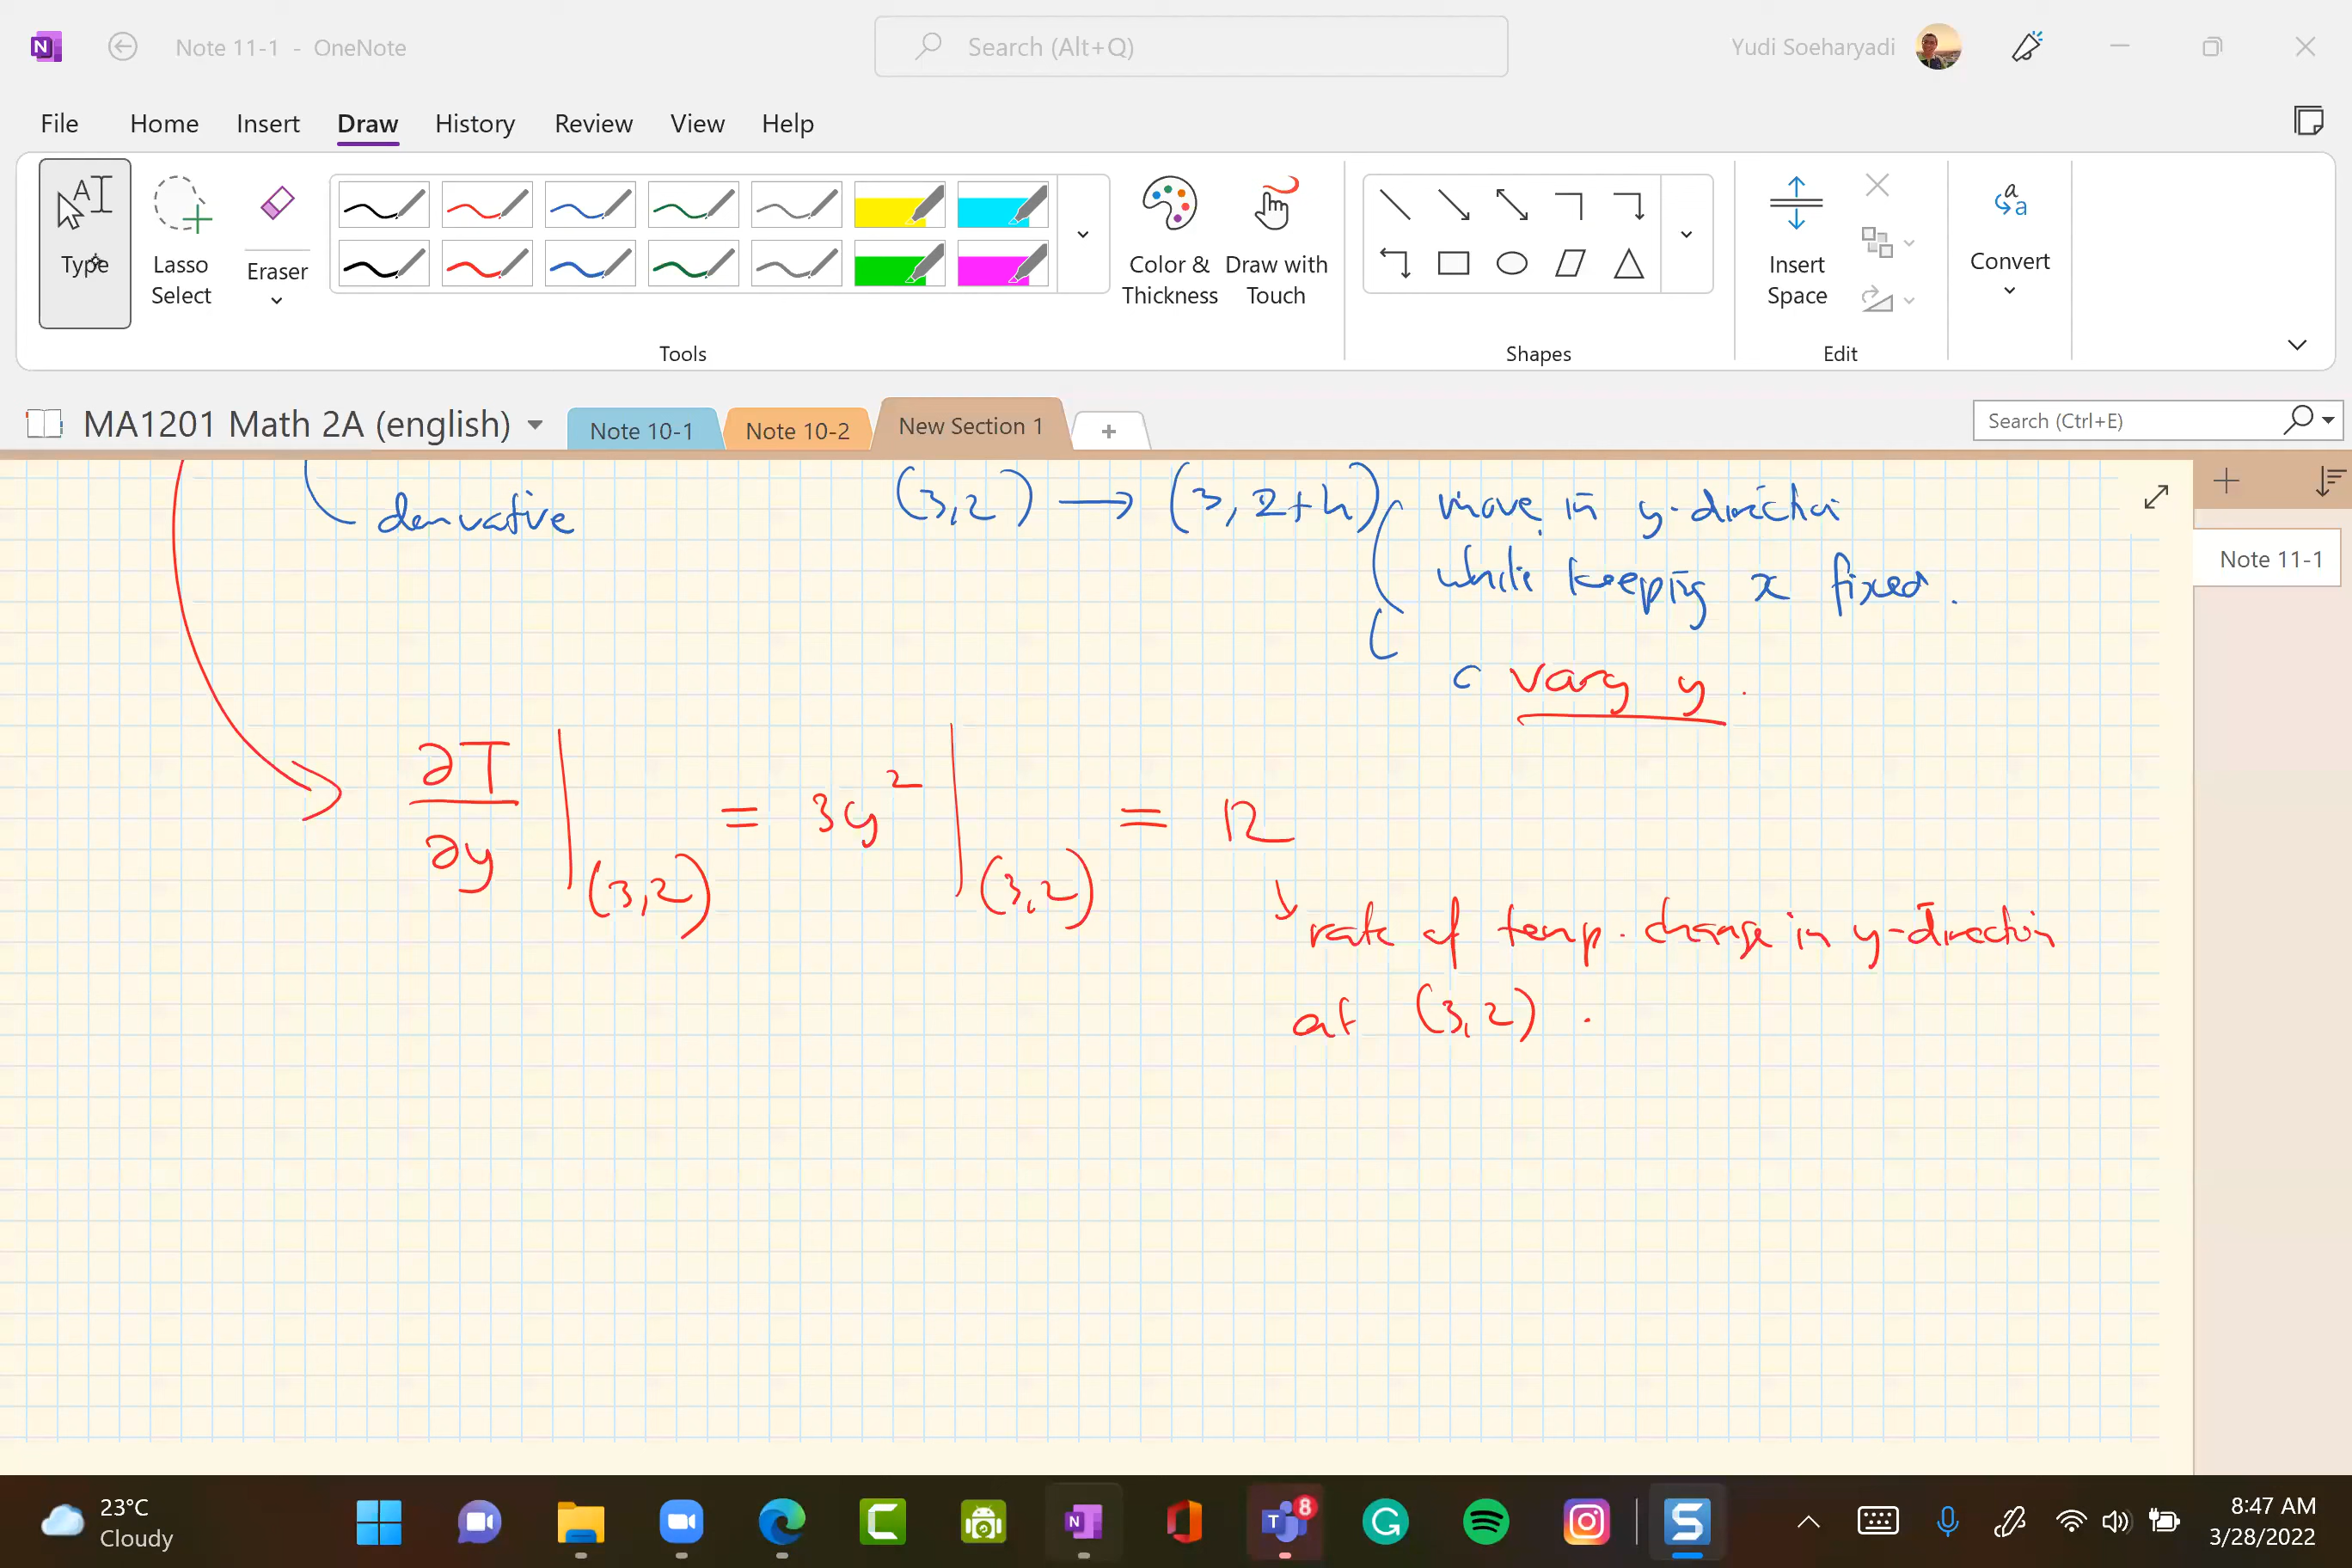 Note 11-1 - OneNote
Search (Alt+Q)
Yudi Soeharyadi
File Home Insert Draw History Review View Help
Type
Lasso Select
Eraser
Color & Thickness
Draw with Touch
Insert Space
Convert
Tools
Shapes
Edit
MA1201 Math 2A (english)
Note 10-1
Note 10-2
New Section 1
Search (Ctrl+E)
Note 11-1
derivative
(3,2) → (3, 2+h)
move in y-direction
while keeping x fixed.
vary y.
∂T/∂y |(3,2) = 3y² |(3,2) = 12
rate of temp. change in y-direction
at (3,2).
23°C
Cloudy
8
8:47 AM
3/28/2022